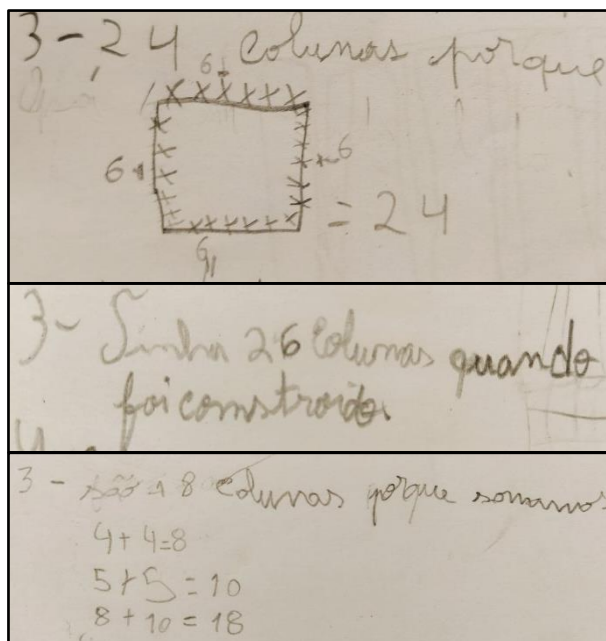 3-24 colunas porque
6
6
6
6
= 24
3- Tinha 26 colunas quando
foi comstroido.
3- são 18 colunas porque somamos
4+4=8
5+5=10
8+10=18